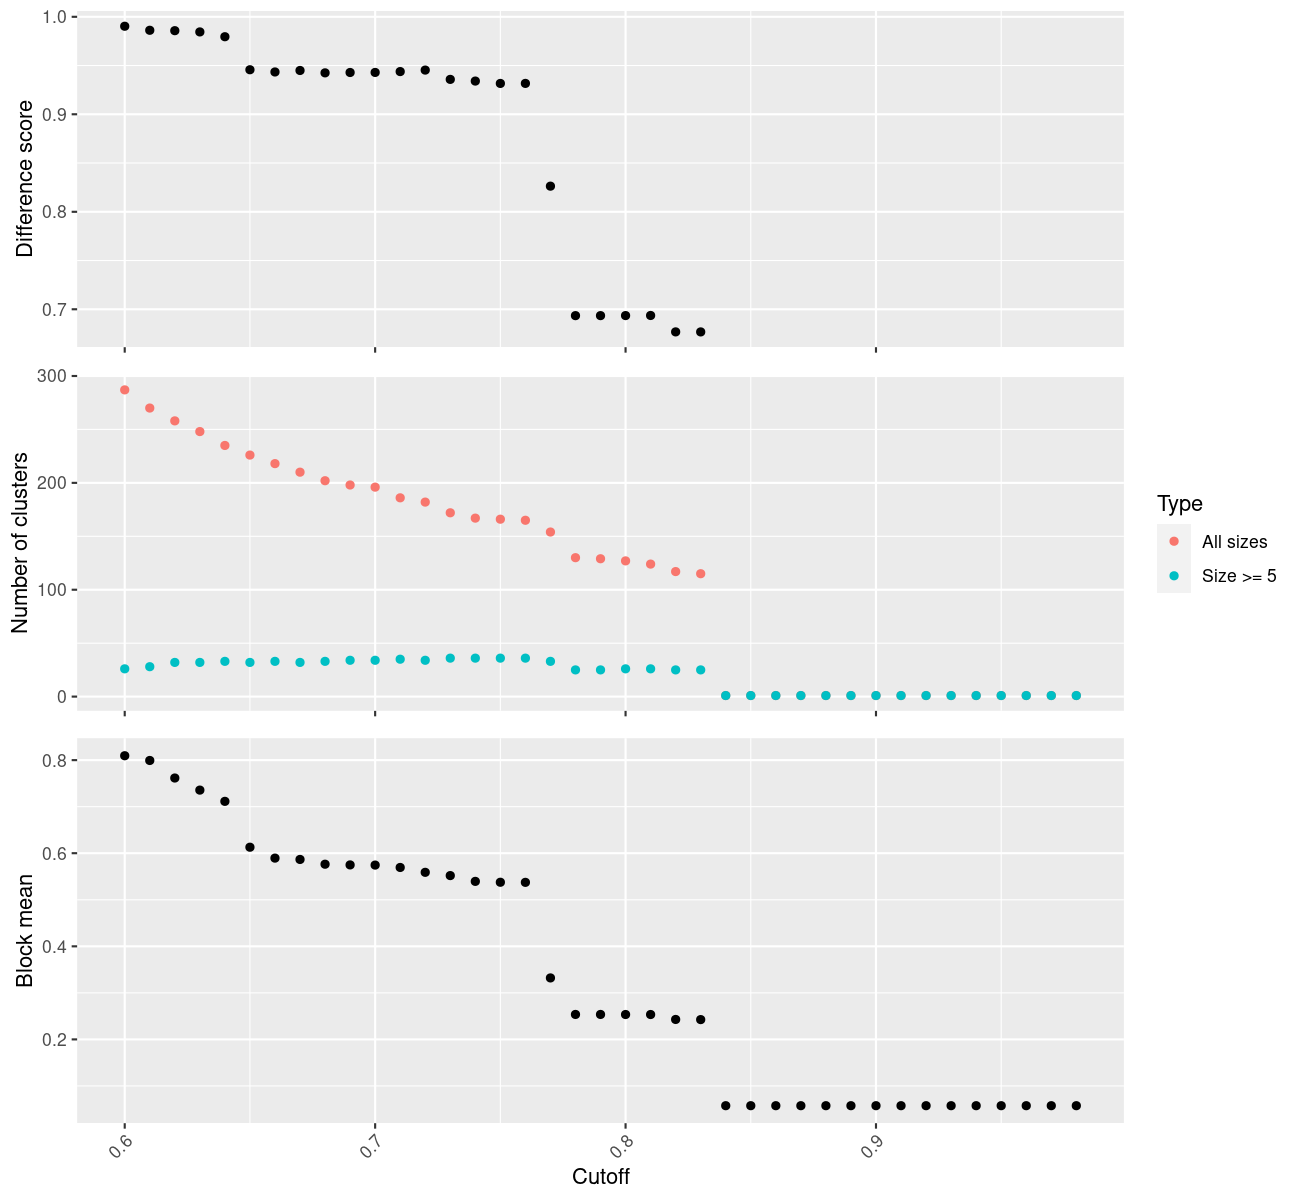 1.0
0.9
0.8
0.7
Difference score
300
200
100
0
Number of clusters
Type
All sizes
Size >= 5
0.8
0.6
0.4
0.2
Block mean
0.6
0.7
0.8
0.9
Cutoff